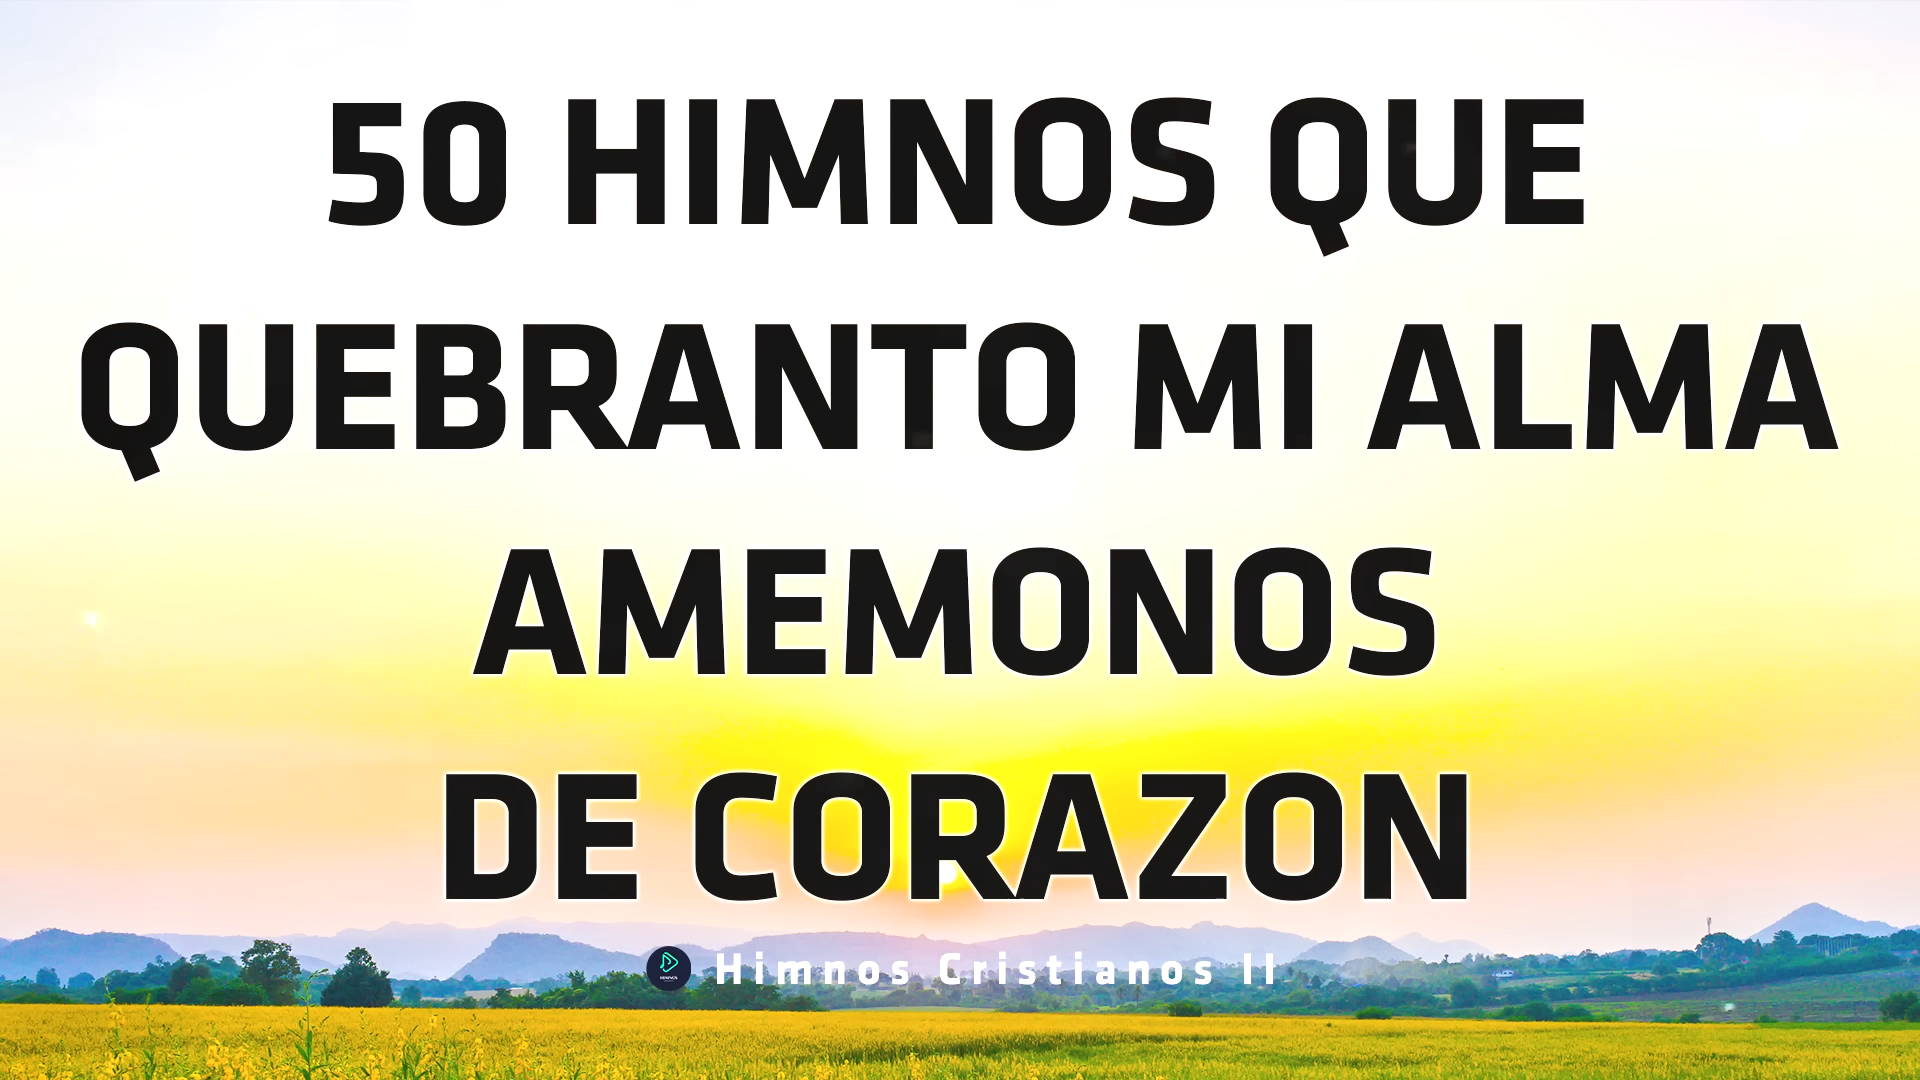 50 HIMNOS QUE
QUEBRANTO MI ALMA
AMEMONOS
DE CORAZON
Himnos Cristianos II